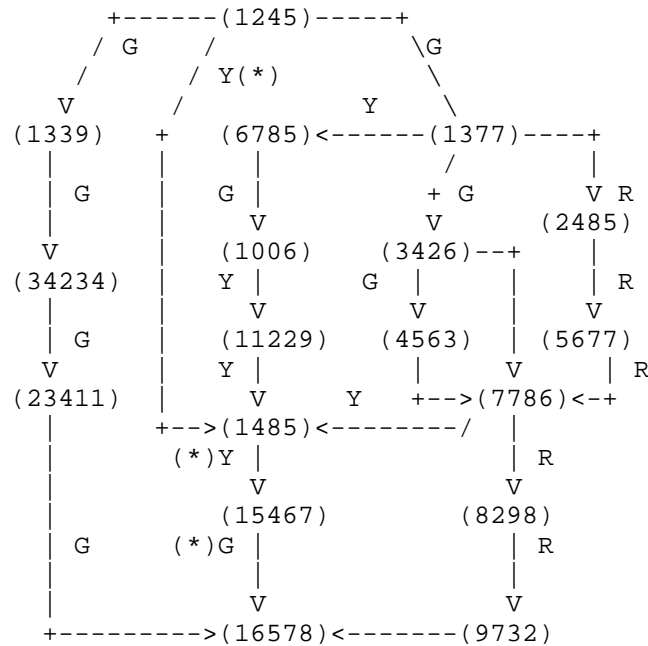 +------(1245)-----+
/ G / \G
/ / Y(*) \
V / Y \
(1339) + (6785)<------(1377)----+
| | | / |
| G | G | + G V R
| | V V (2485)
V | (1006) (3426)--+ |
(34234) | Y | G | | | R
| | V V | V
| G | (11229) (4563) | (5677)
V | Y | | V | R
(23411) | V Y +-->(7786)<-+
| +-->(1485)<--------/ |
| (*)Y | | R
| V V
| (15467) (8298)
| G (*)G | | R
| | |
| V V
+--------->(16578)<-------(9732)